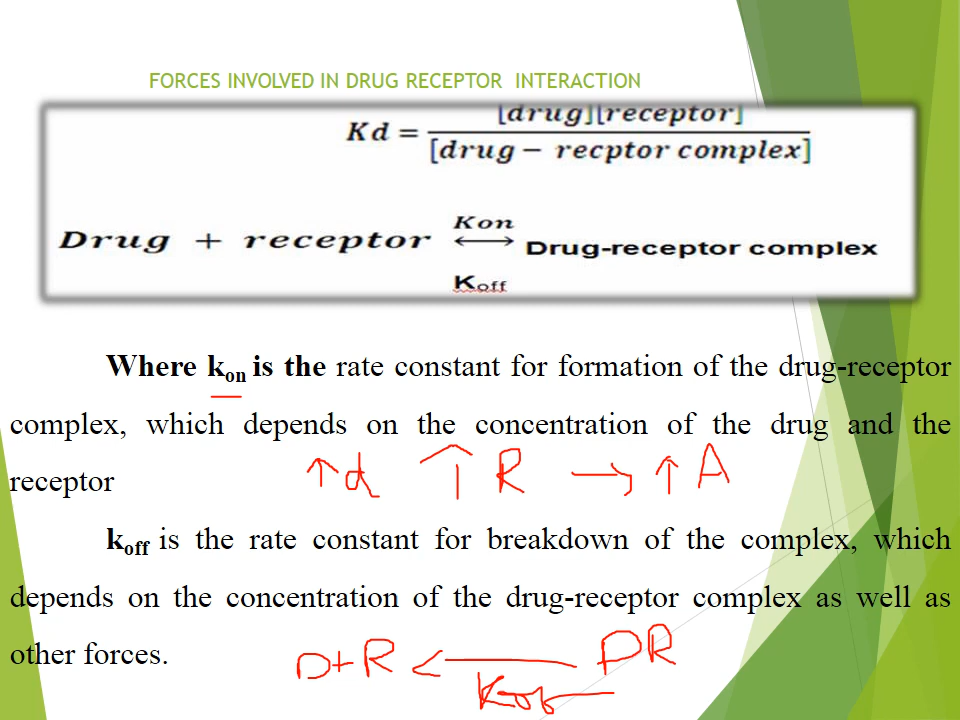 FORCES INVOLVED IN DRUG RECEPTOR INTERACTION
Kd = [drug][receptor] / [drug − recptor complex]
Kon
Drug + receptor ⟷ Drug-receptor complex
Koff
Where kon is the rate constant for formation of the drug-receptor
complex, which depends on the concentration of the drug and the
receptor
↑d ↑R → ↑A
koff is the rate constant for breakdown of the complex, which
depends on the concentration of the drug-receptor complex as well as
other forces.
D+R ← DR